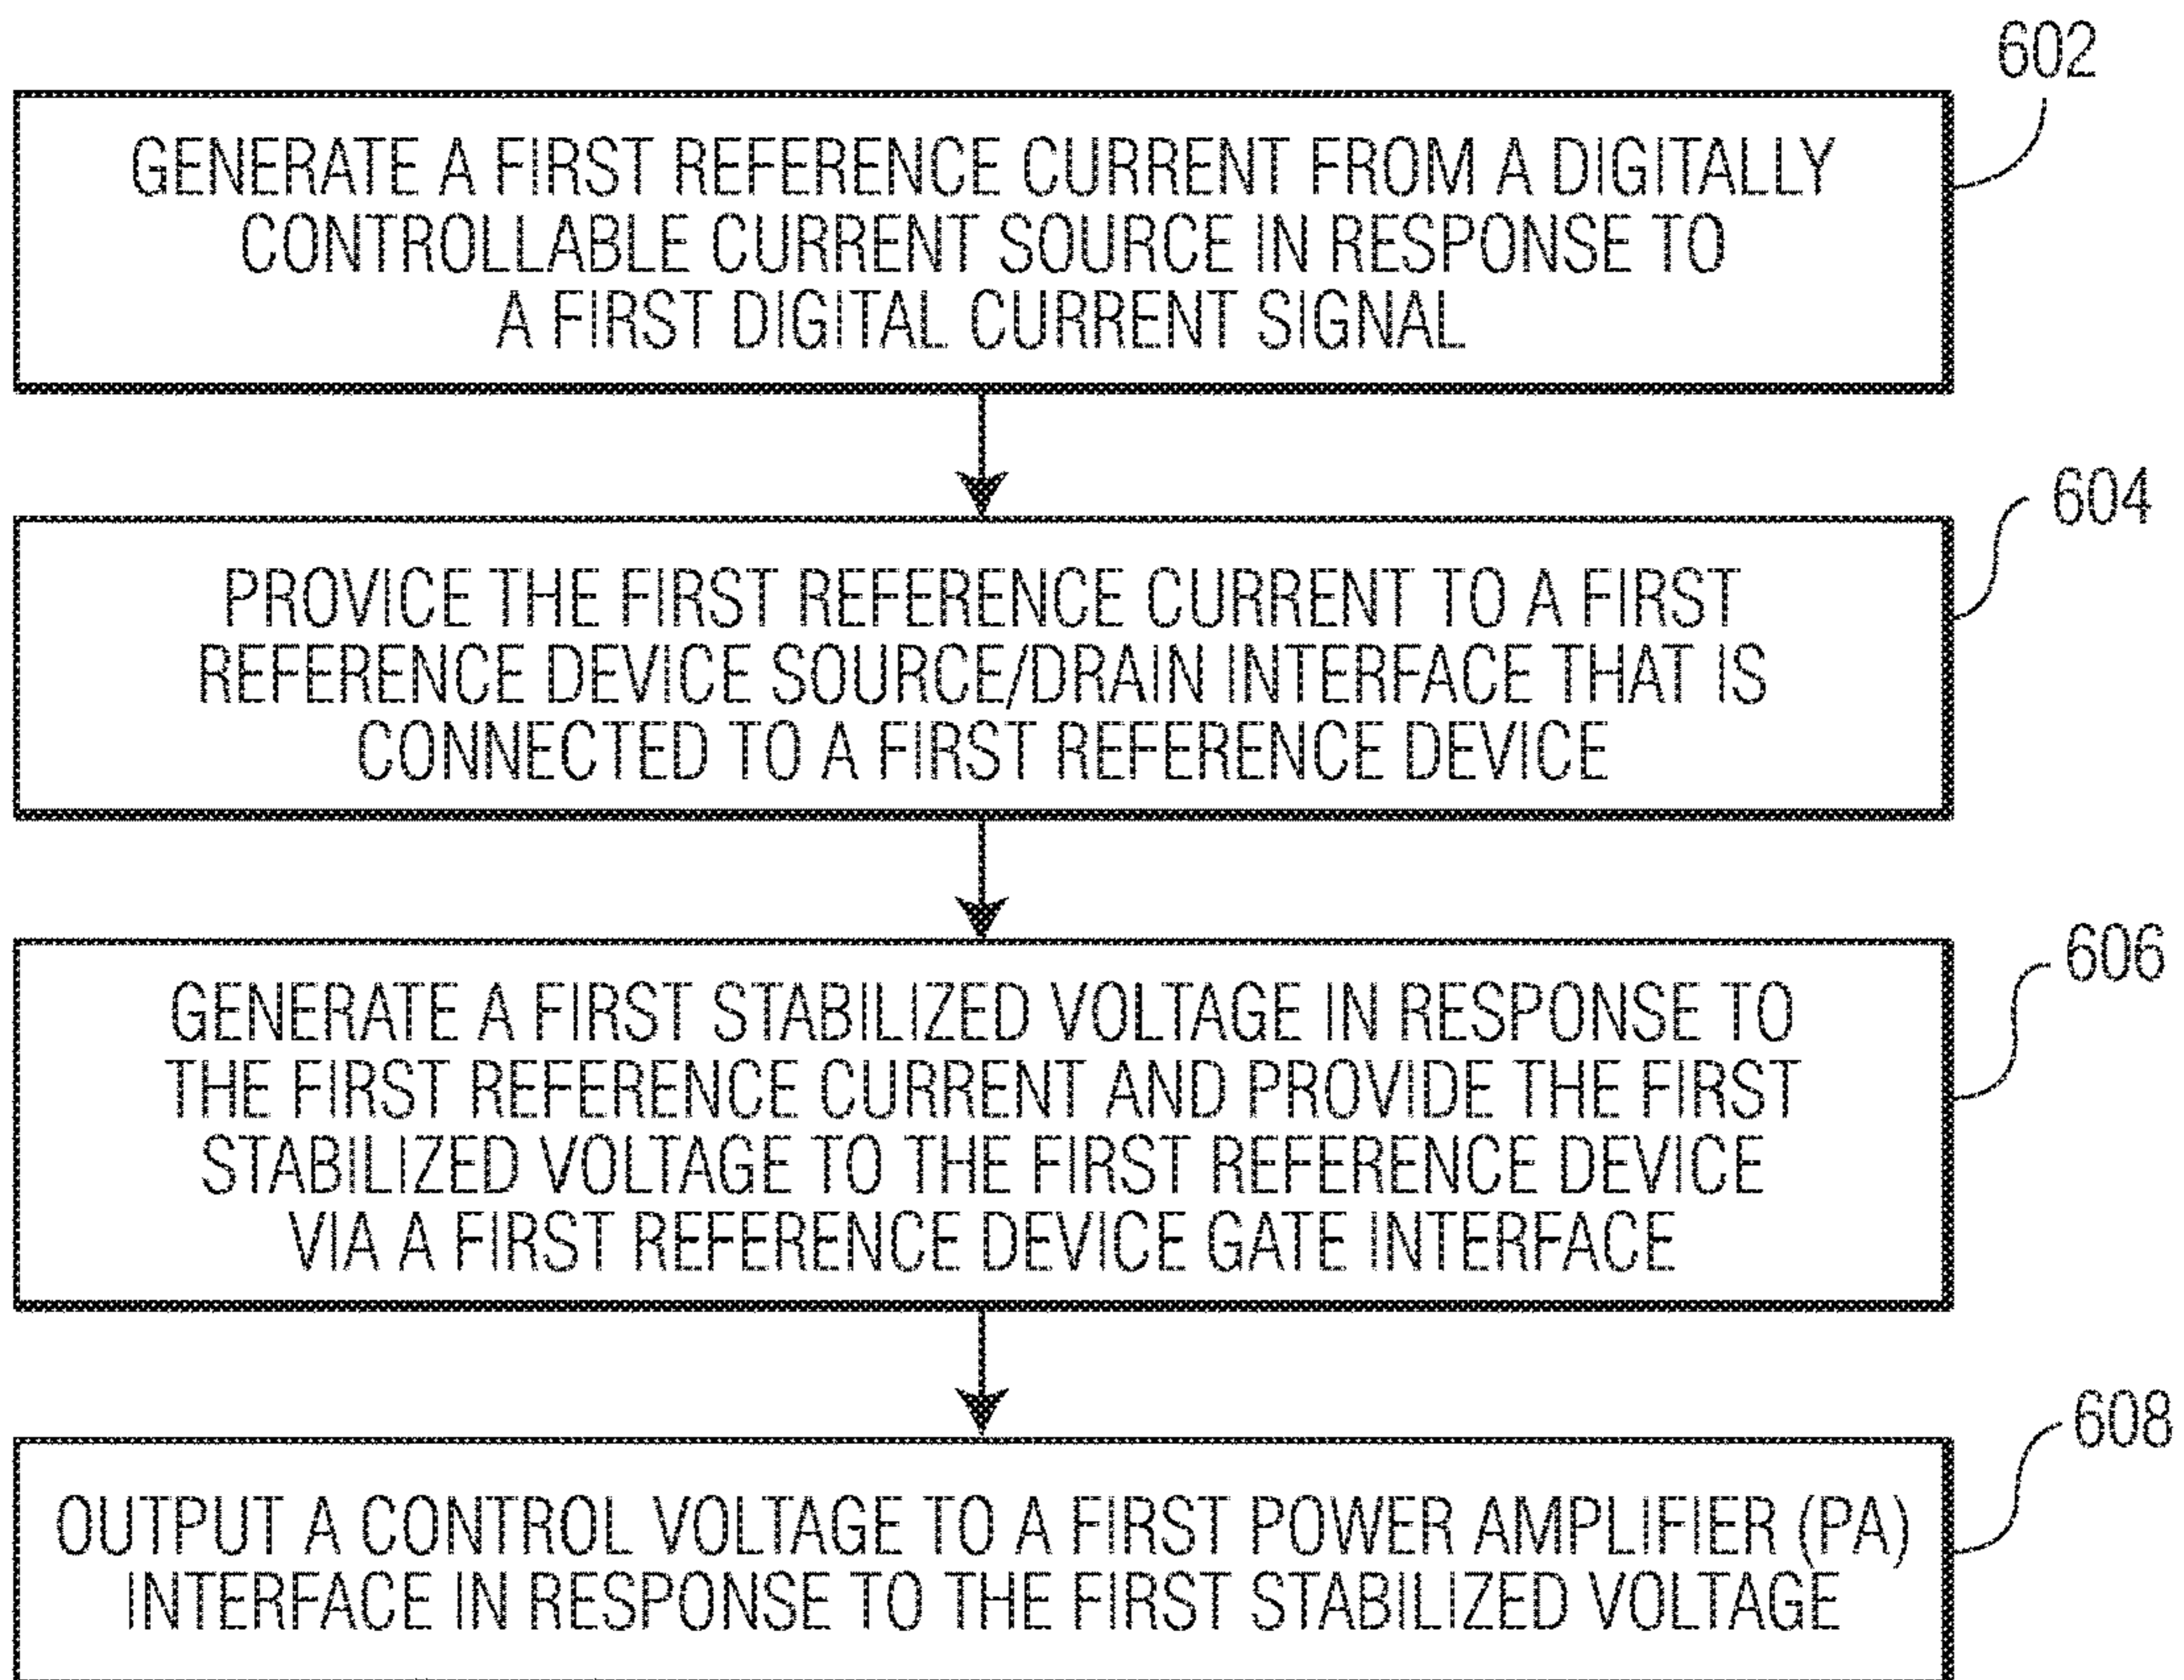 602
GENERATE A FIRST REFERENCE CURRENT FROM A DIGITALLY
CONTROLLABLE CURRENT SOURCE IN RESPONSE TO
A FIRST DIGITAL CURRENT SIGNAL
604
PROVICE THE FIRST REFERENCE CURRENT TO A FIRST
REFERENCE DEVICE SOURCE/DRAIN INTERFACE THAT IS
CONNECTED TO A FIRST REFERENCE DEVICE
606
GENERATE A FIRST STABILIZED VOLTAGE IN RESPONSE TO
THE FIRST REFERENCE CURRENT AND PROVIDE THE FIRST
STABILIZED VOLTAGE TO THE FIRST REFERENCE DEVICE
VIA A FIRST REFERENCE DEVICE GATE INTERFACE
608
OUTPUT A CONTROL VOLTAGE TO A FIRST POWER AMPLIFIER (PA)
INTERFACE IN RESPONSE TO THE FIRST STABILIZED VOLTAGE